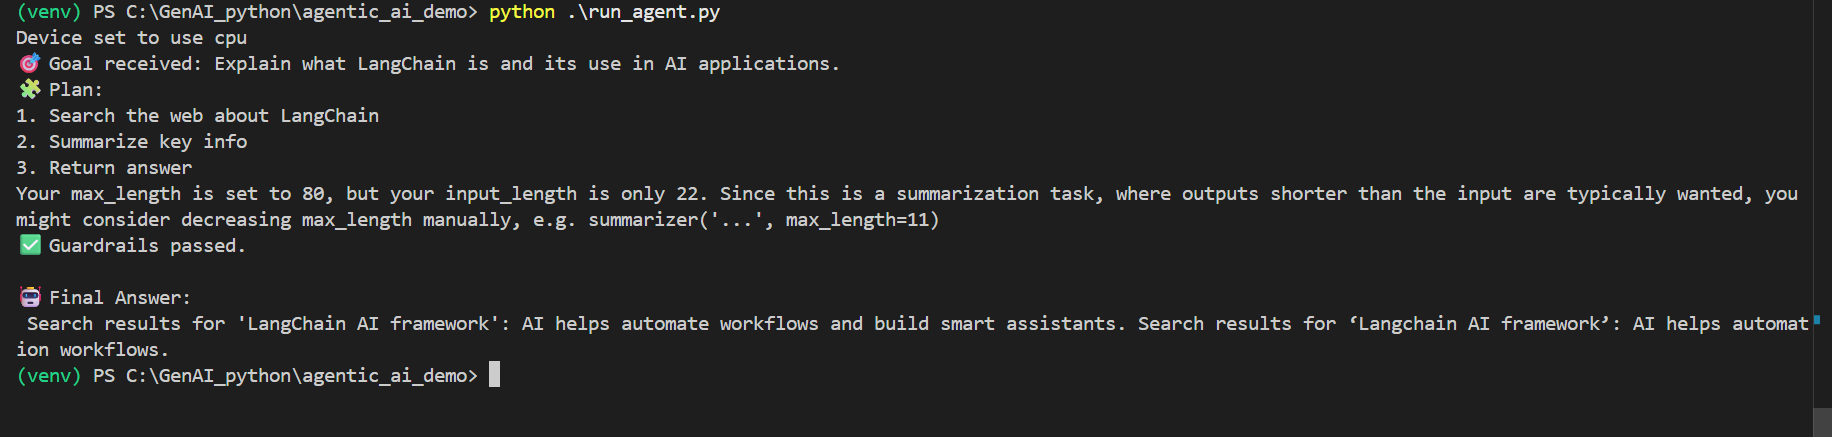 (venv) PS C:\GenAI_python\agentic_ai_demo> python .\run_agent.py
Device set to use cpu
🎯 Goal received: Explain what LangChain is and its use in AI applications.
🧩 Plan:
1. Search the web about LangChain
2. Summarize key info
3. Return answer
Your max_length is set to 80, but your input_length is only 22. Since this is a summarization task, where outputs shorter than the input are typically wanted, you
might consider decreasing max_length manually, e.g. summarizer('...', max_length=11)
✅ Guardrails passed.
🤖 Final Answer:
Search results for 'LangChain AI framework': AI helps automate workflows and build smart assistants. Search results for ‘Langchain AI framework’: AI helps automat
ion workflows.
(venv) PS C:\GenAI_python\agentic_ai_demo>